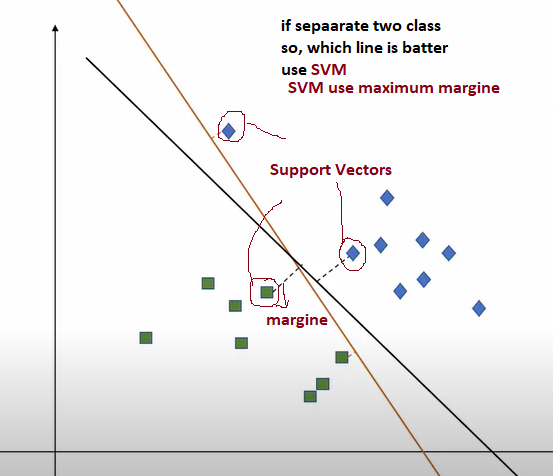 if sepaarate two class
so, which line is batter
use SVM
SVM use maximum margine
Support Vectors
margine